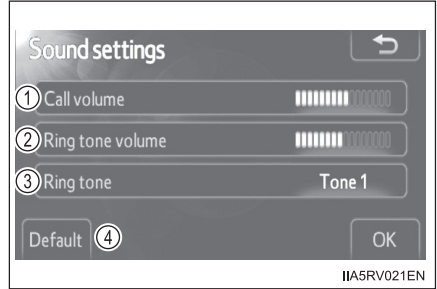 Sound settings
① Call volume
② Ring tone volume
③ Ring tone Tone 1
Default ④ OK
IIA5RV021EN